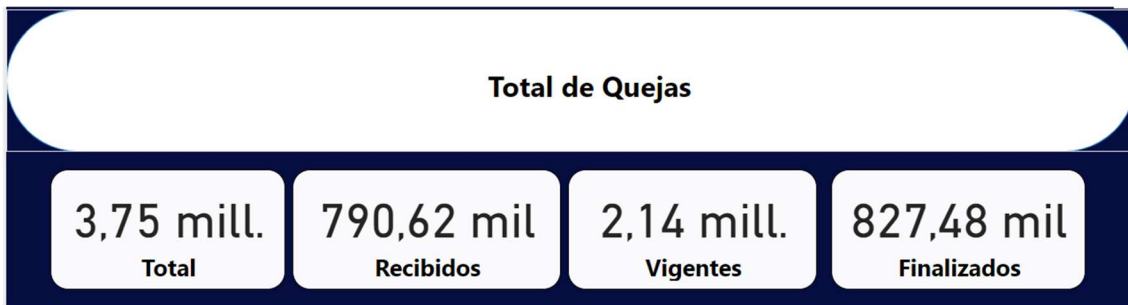 Total de Quejas
3,75 mill. 790,62 mil 2,14 mill. 827,48 mil
Total Recibidos Vigentes Finalizados